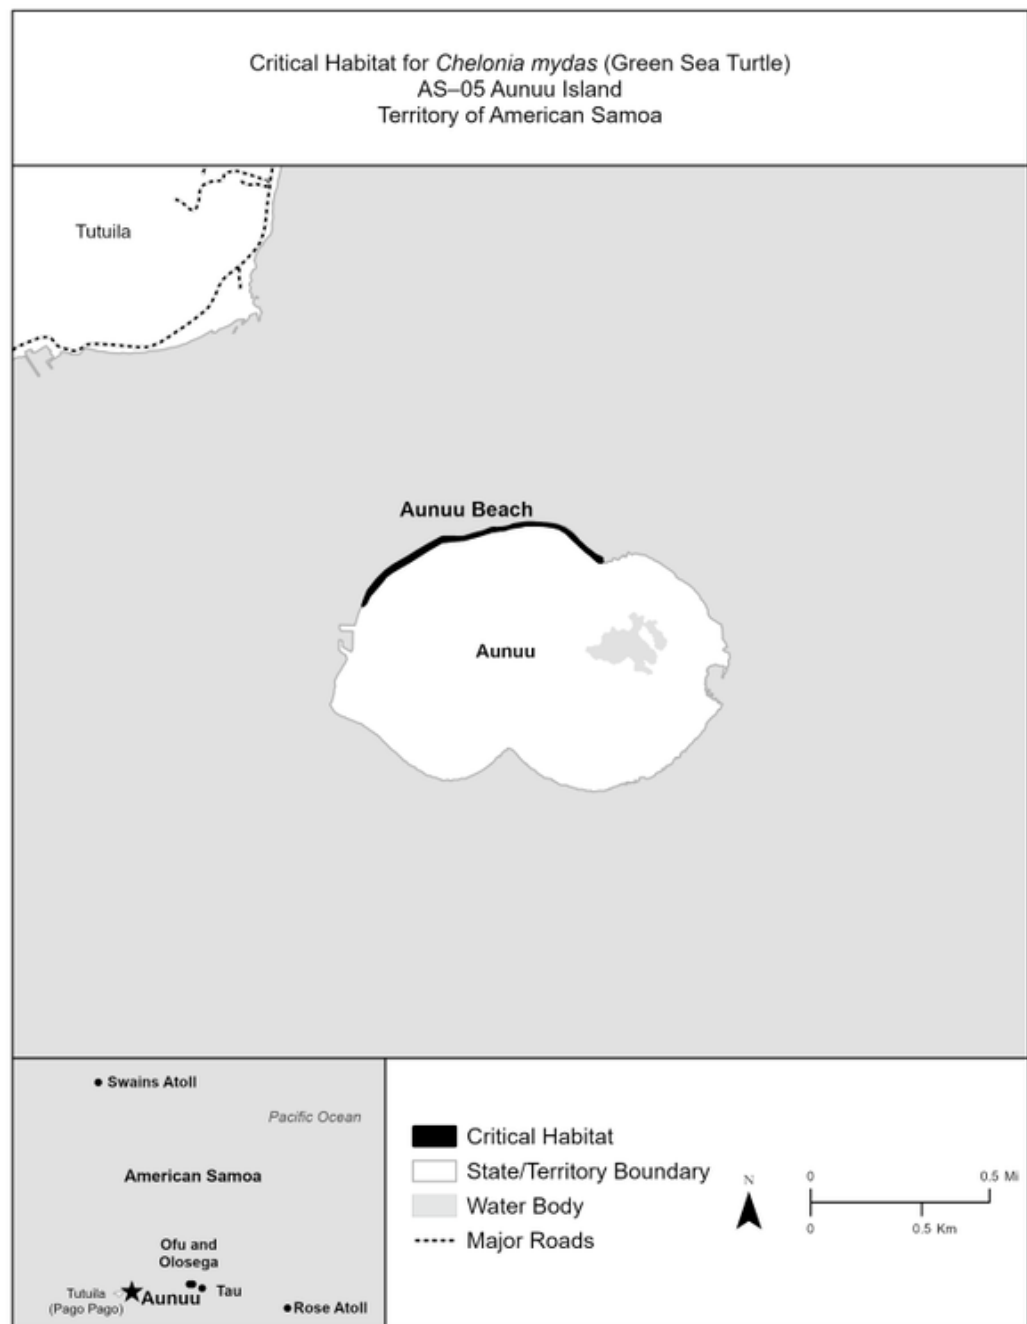 Critical Habitat for Chelonia mydas (Green Sea Turtle)
AS–05 Aunuu Island
Territory of American Samoa
Tutuila
Aunuu Beach
Aunuu
Swains Atoll
Pacific Ocean
American Samoa
Ofu and
Olosega
Tutuila
(Pago Pago)
Aunuu
Tau
Rose Atoll
Critical Habitat
State/Territory Boundary
Water Body
Major Roads
N
0 0.5 Mi
0 0.5 Km